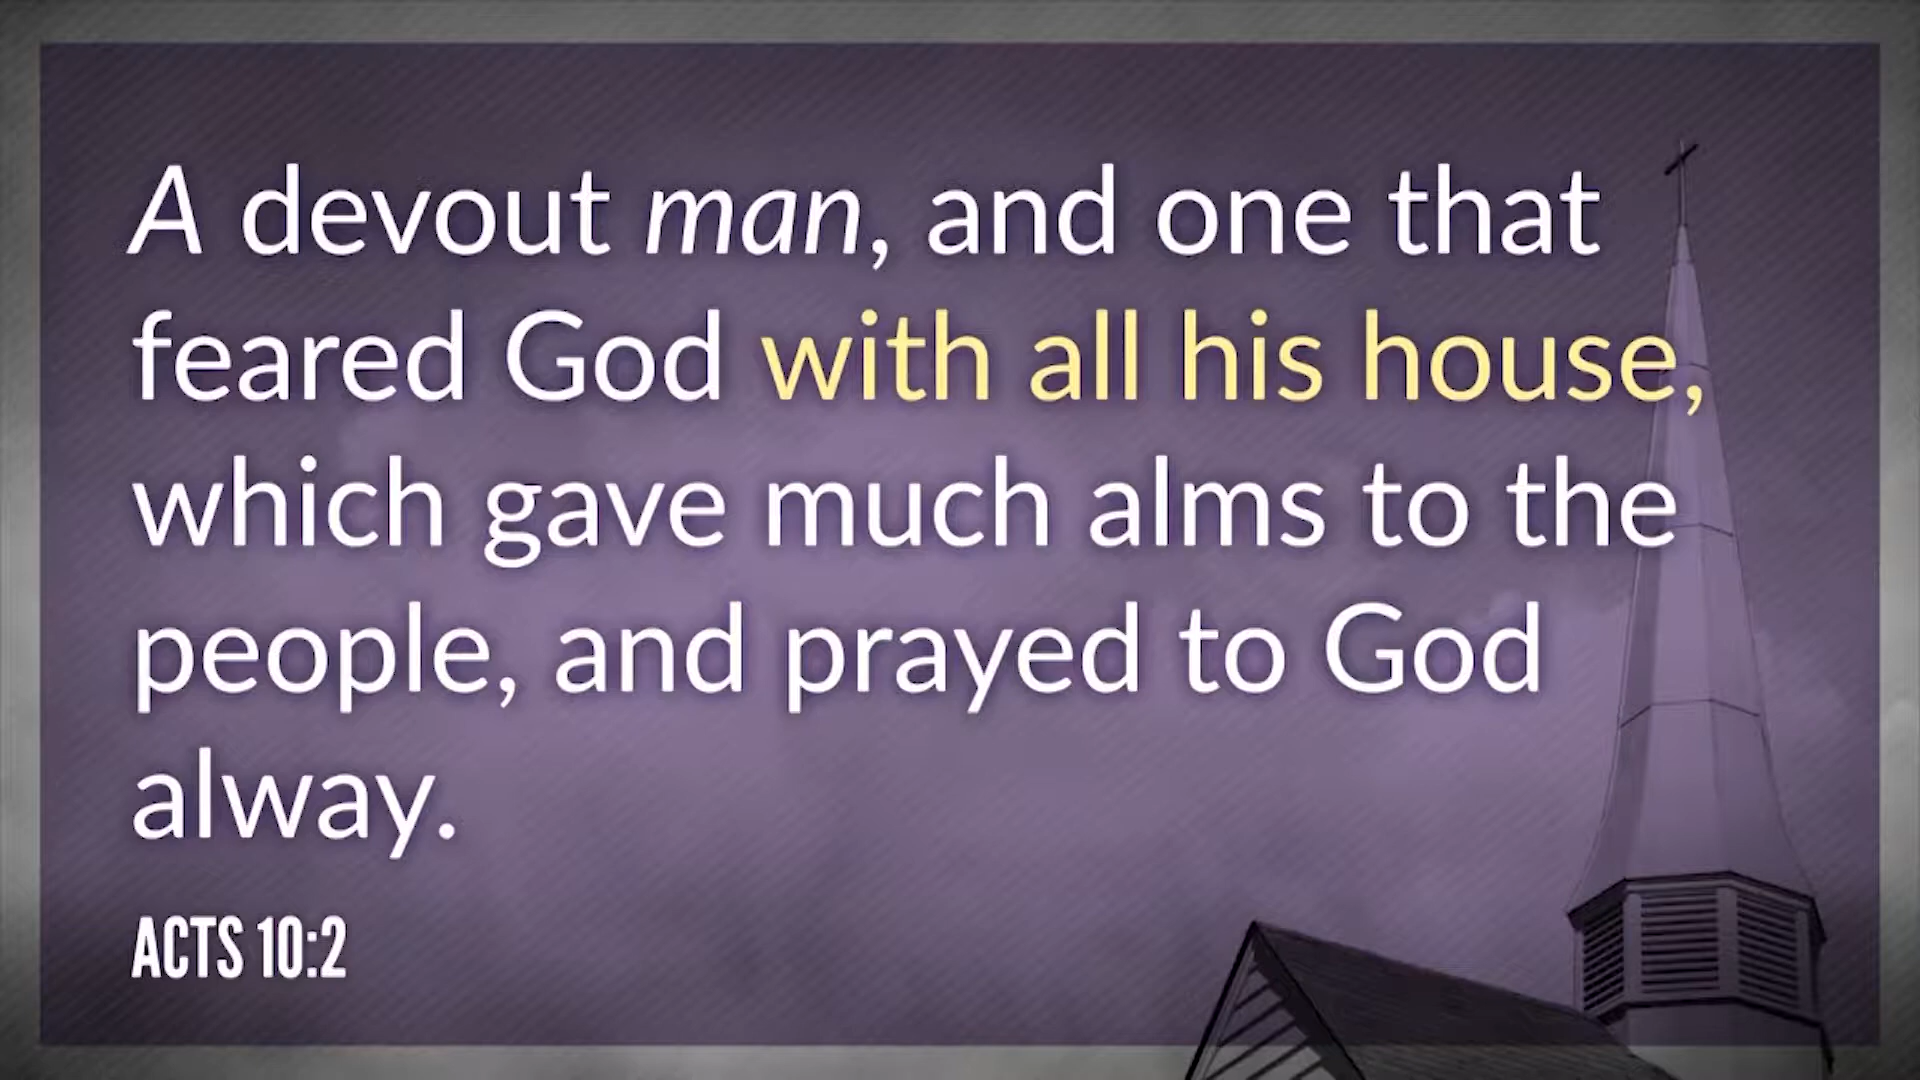 A devout man, and one that
feared God with all his house,
which gave much alms to the
people, and prayed to God
alway.
ACTS 10:2